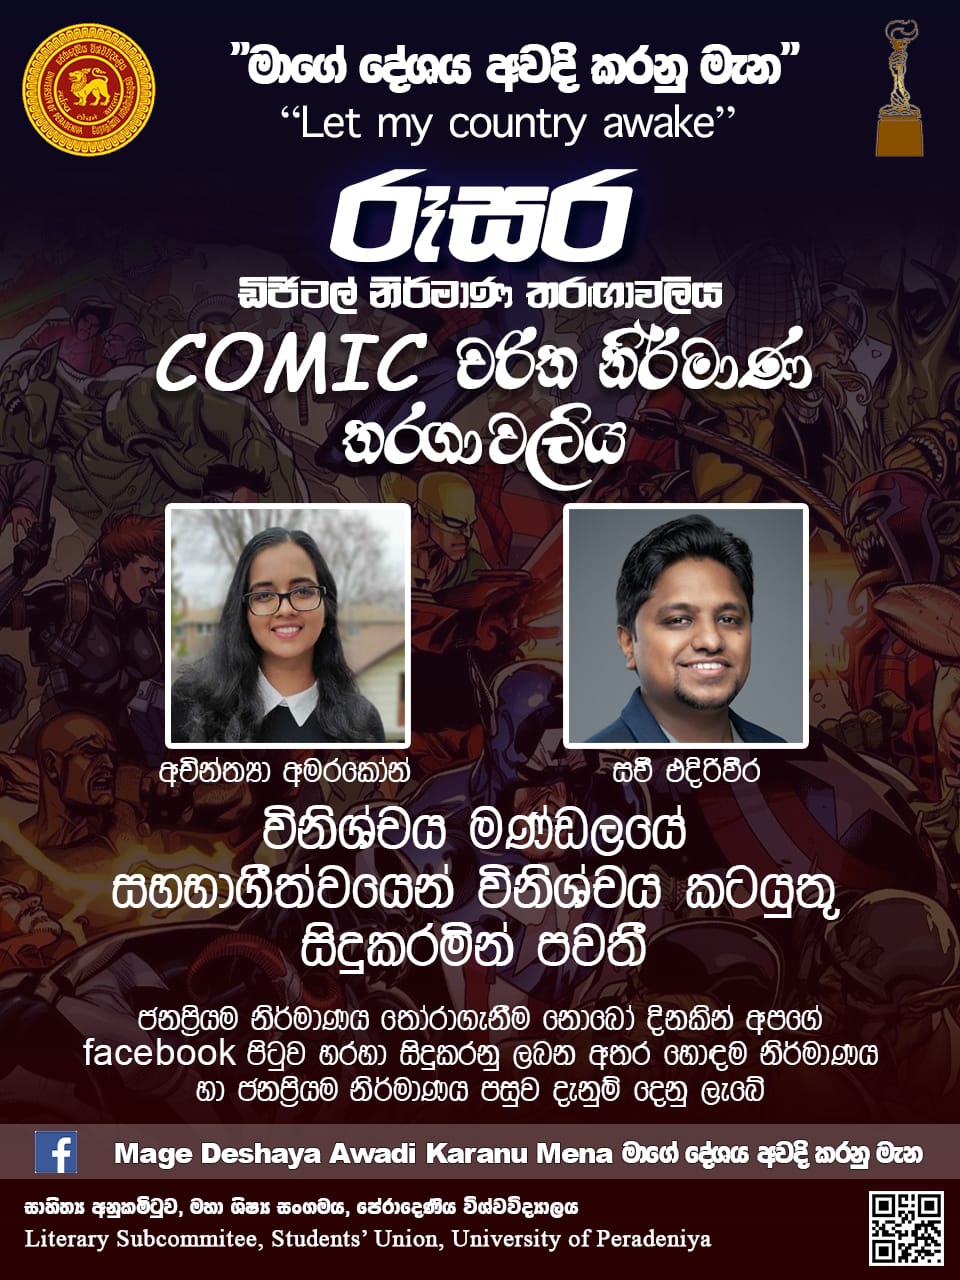 "මාගේ දේශය අවදි කරනු මැන"
“Let my country awake”
රූසර
ඩිජිටල් නිර්මාණ තරඟාවලිය
COMIC චරිත නිර්මාණ
තරගාවලිය
අචින්ත්‍යා අමරකෝන්
සචී එදිරිවීර
විනිශ්චය මණ්ඩලයේ
සහභාගීත්වයෙන් විනිශ්චය කටයුතු
සිදුකරමින් පවතී
ජනප්‍රියම නිර්මාණය තෝරාගැනීම නොබෝ දිනකින් අපගේ
facebook පිටුව හරහා සිදුකරනු ලබන අතර හොඳම නිර්මාණය
හා ජනප්‍රියම නිර්මාණය පසුව දැනුම් දෙනු ලැබේ
Mage Deshaya Awadi Karanu Mena මාගේ දේශය අවදි කරනු මැන
සාහිත්‍ය අනුකමිටුව, මහා ශිෂ්‍ය සංගමය, පේරාදෙණිය විශ්වවිද්‍යාලය
Literary Subcommitee, Students’ Union, University of Peradeniya